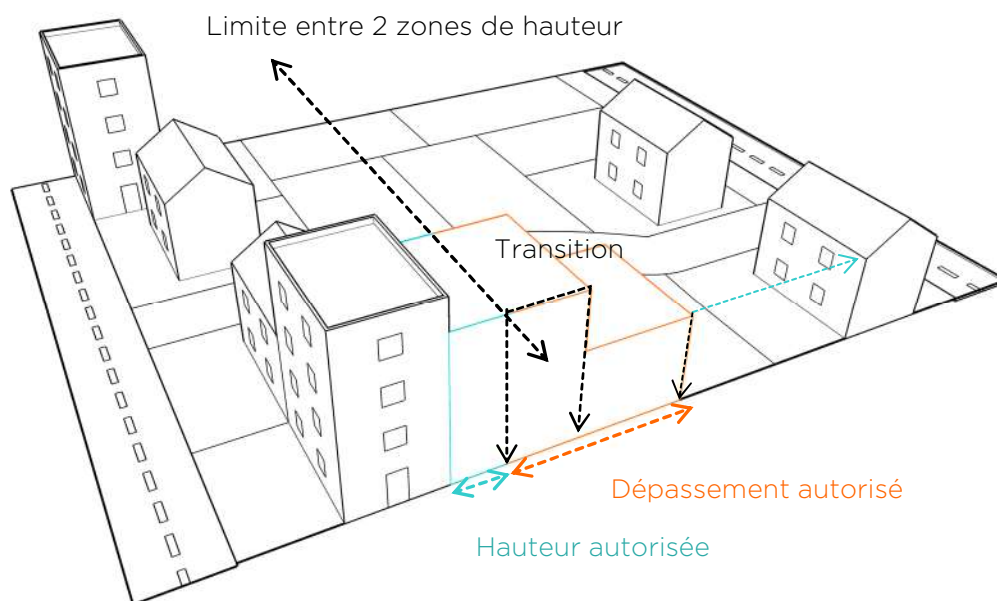 Limite entre 2 zones de hauteur
Transition
Dépassement autorisé
Hauteur autorisée